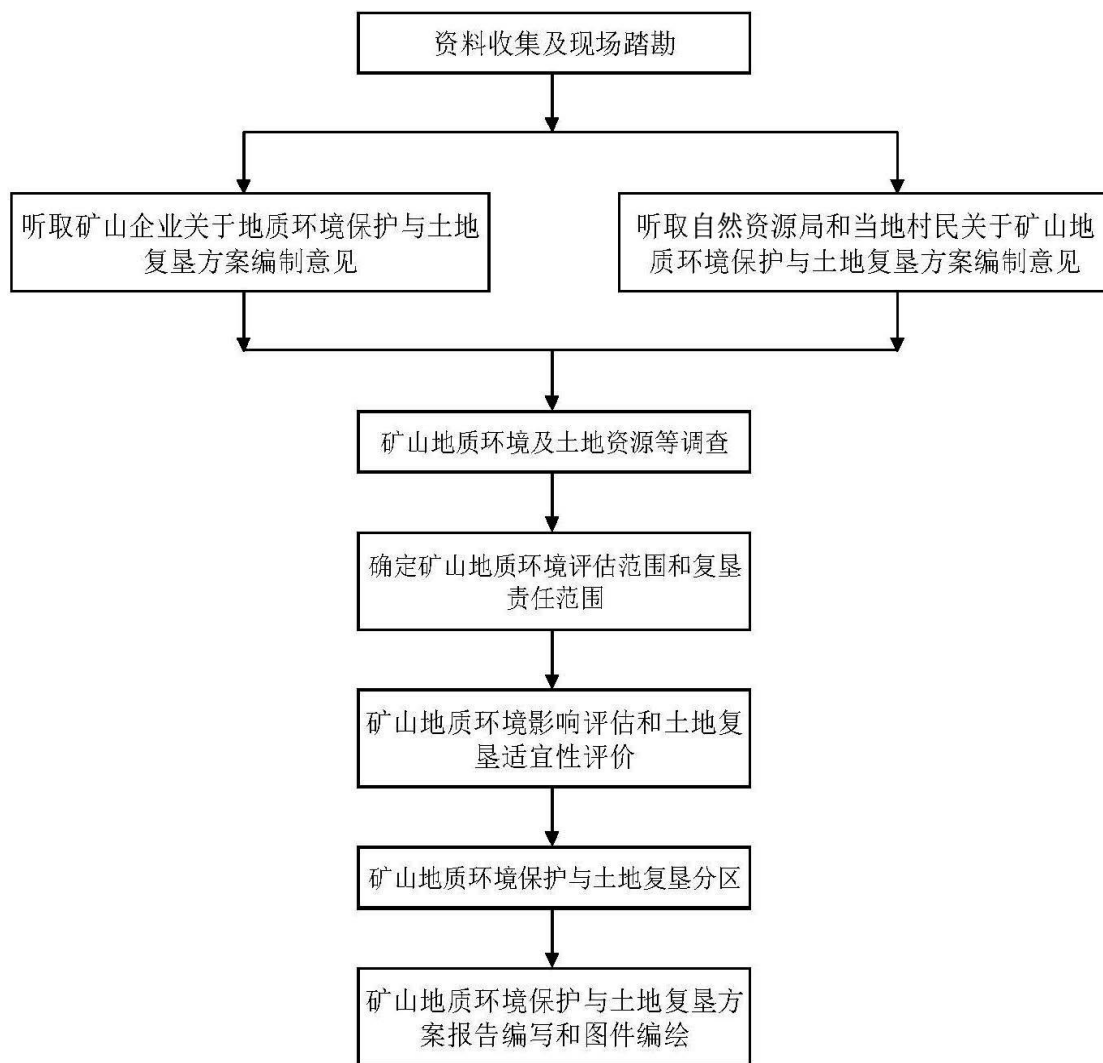 资料收集及现场踏勘
听取矿山企业关于地质环境保护与土地
复垦方案编制意见
听取自然资源局和当地村民关于矿山地
质环境保护与土地复垦方案编制意见
矿山地质环境及土地资源等调查
确定矿山地质环境评估范围和复垦
责任范围
矿山地质环境影响评估和土地复
垦适宜性评价
矿山地质环境保护与土地复垦分区
矿山地质环境保护与土地复垦方
案报告编写和图件编绘